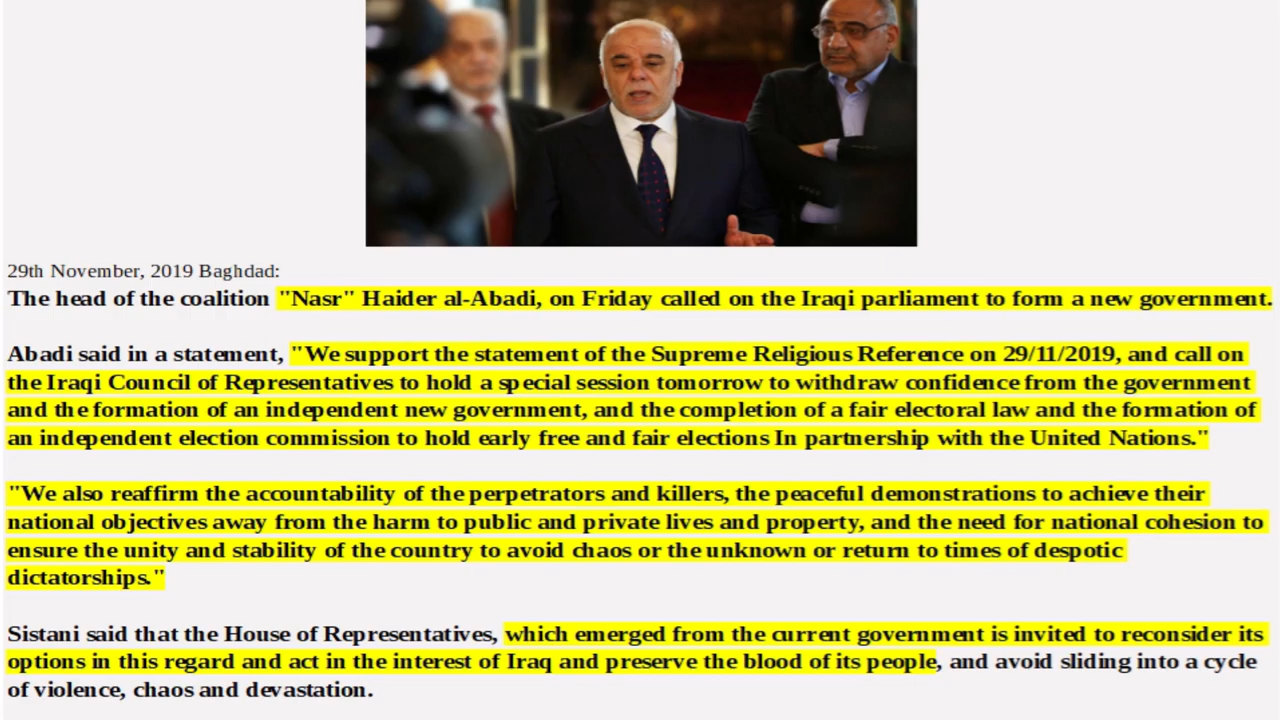 29th November, 2019 Baghdad:
The head of the coalition "Nasr" Haider al-Abadi, on Friday called on the Iraqi parliament to form a new government.
Abadi said in a statement, "We support the statement of the Supreme Religious Reference on 29/11/2019, and call on
the Iraqi Council of Representatives to hold a special session tomorrow to withdraw confidence from the government
and the formation of an independent new government, and the completion of a fair electoral law and the formation of
an independent election commission to hold early free and fair elections In partnership with the United Nations."
"We also reaffirm the accountability of the perpetrators and killers, the peaceful demonstrations to achieve their
national objectives away from the harm to public and private lives and property, and the need for national cohesion to
ensure the unity and stability of the country to avoid chaos or the unknown or return to times of despotic
dictatorships."
Sistani said that the House of Representatives, which emerged from the current government is invited to reconsider its
options in this regard and act in the interest of Iraq and preserve the blood of its people, and avoid sliding into a cycle
of violence, chaos and devastation.